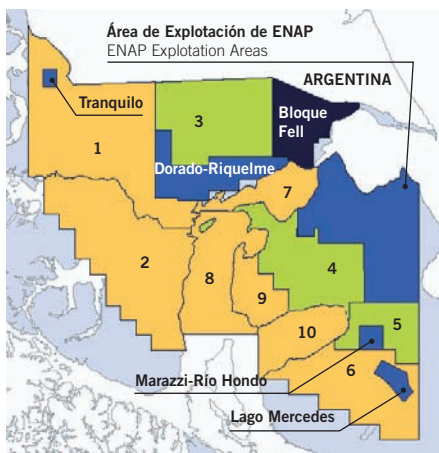 Área de Explotación de ENAP
ENAP Explotation Areas
ARGENTINA
Tranquilo
Bloque
Fell
3
1
Dorado-Riquelme
7
2
8
4
9
5
10
6
Marazzi-Río Hondo
Lago Mercedes